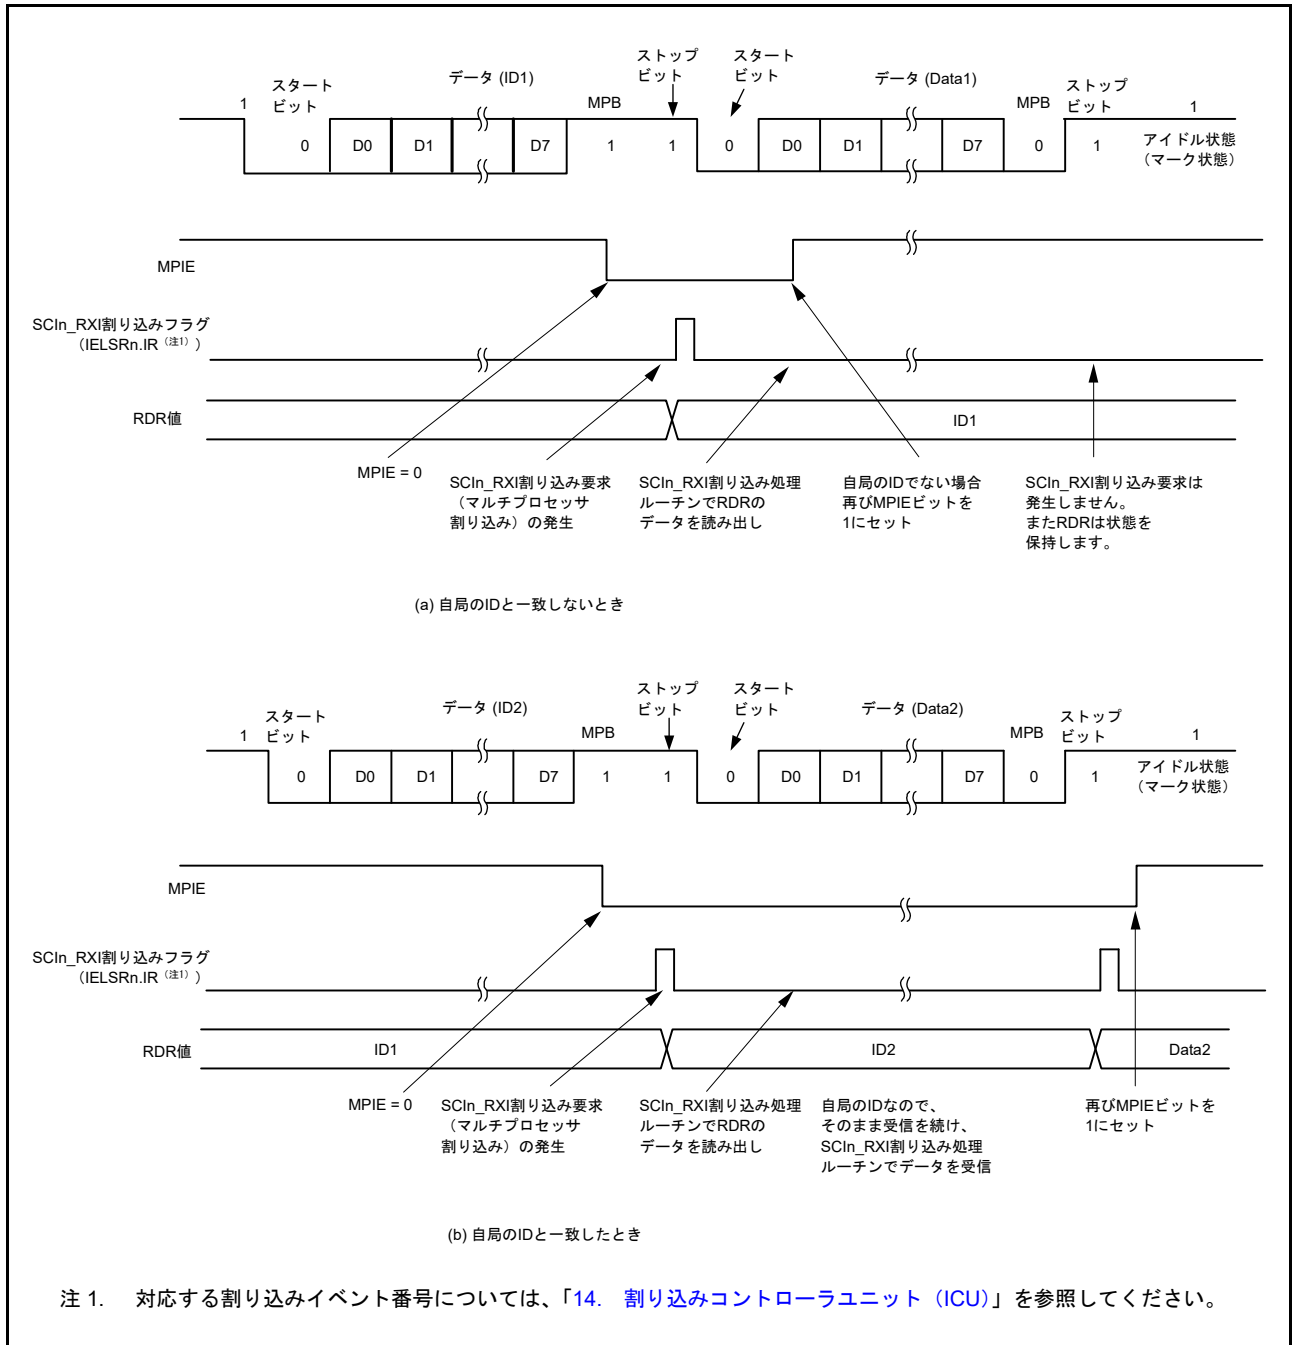 スタート
ビット
データ (ID1)
MPB
ストップ
ビット
スタート
ビット
データ (Data1)
MPB
ストップ
ビット
1
1
0
D0
D1
D7
1
1
0
D0
D1
D7
0
1
アイドル状態
（マーク状態）
MPIE
SCIn_RXI割り込みフラグ
（IELSRn.IR（注1））
RDR値
ID1
MPIE = 0
SCIn_RXI割り込み要求
（マルチプロセッサ
割り込み）の発生
SCIn_RXI割り込み処理
ルーチンでRDRの
データを読み出し
自局のIDでない場合
再びMPIEビットを
1にセット
SCIn_RXI割り込み要求は
発生しません。
またRDRは状態を
保持します。
(a) 自局のIDと一致しないとき
スタート
ビット
データ (ID2)
MPB
ストップ
ビット
スタート
ビット
データ (Data2)
MPB
ストップ
ビット
1
1
0
D0
D1
D7
1
1
0
D0
D1
D7
0
1
アイドル状態
（マーク状態）
MPIE
SCIn_RXI割り込みフラグ
（IELSRn.IR（注1））
RDR値
ID1
ID2
Data2
MPIE = 0
SCIn_RXI割り込み要求
（マルチプロセッサ
割り込み）の発生
SCIn_RXI割り込み処理
ルーチンでRDRの
データを読み出し
自局のIDなので、
そのまま受信を続け、
SCIn_RXI割り込み処理
ルーチンでデータを受信
再びMPIEビットを
1にセット
(b) 自局のIDと一致したとき
注 1. 対応する割り込みイベント番号については、「14. 割り込みコントローラユニット（ICU）」を参照してください。